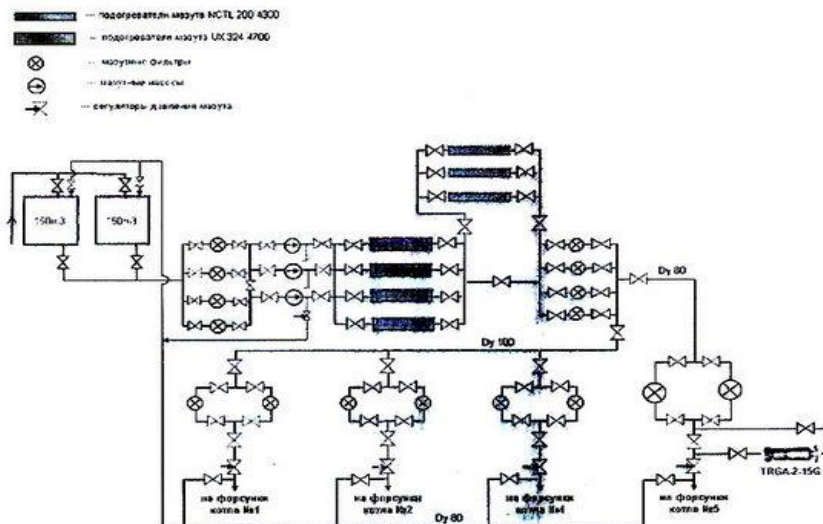 --- подогреватели мазута NCTL 200/4300
--- подогреватели мазута UX 324 4700
--- мазутные фильтры
--- мазутные насосы
--- регуляторы давления мазута
150м3
150м3
Dy 80
Dy 100
TRGA-2-15G
на форсунки
котла №1
на форсунки
котла №2
на форсунки
котла №4
на форсунки
котла №5
Dy 80